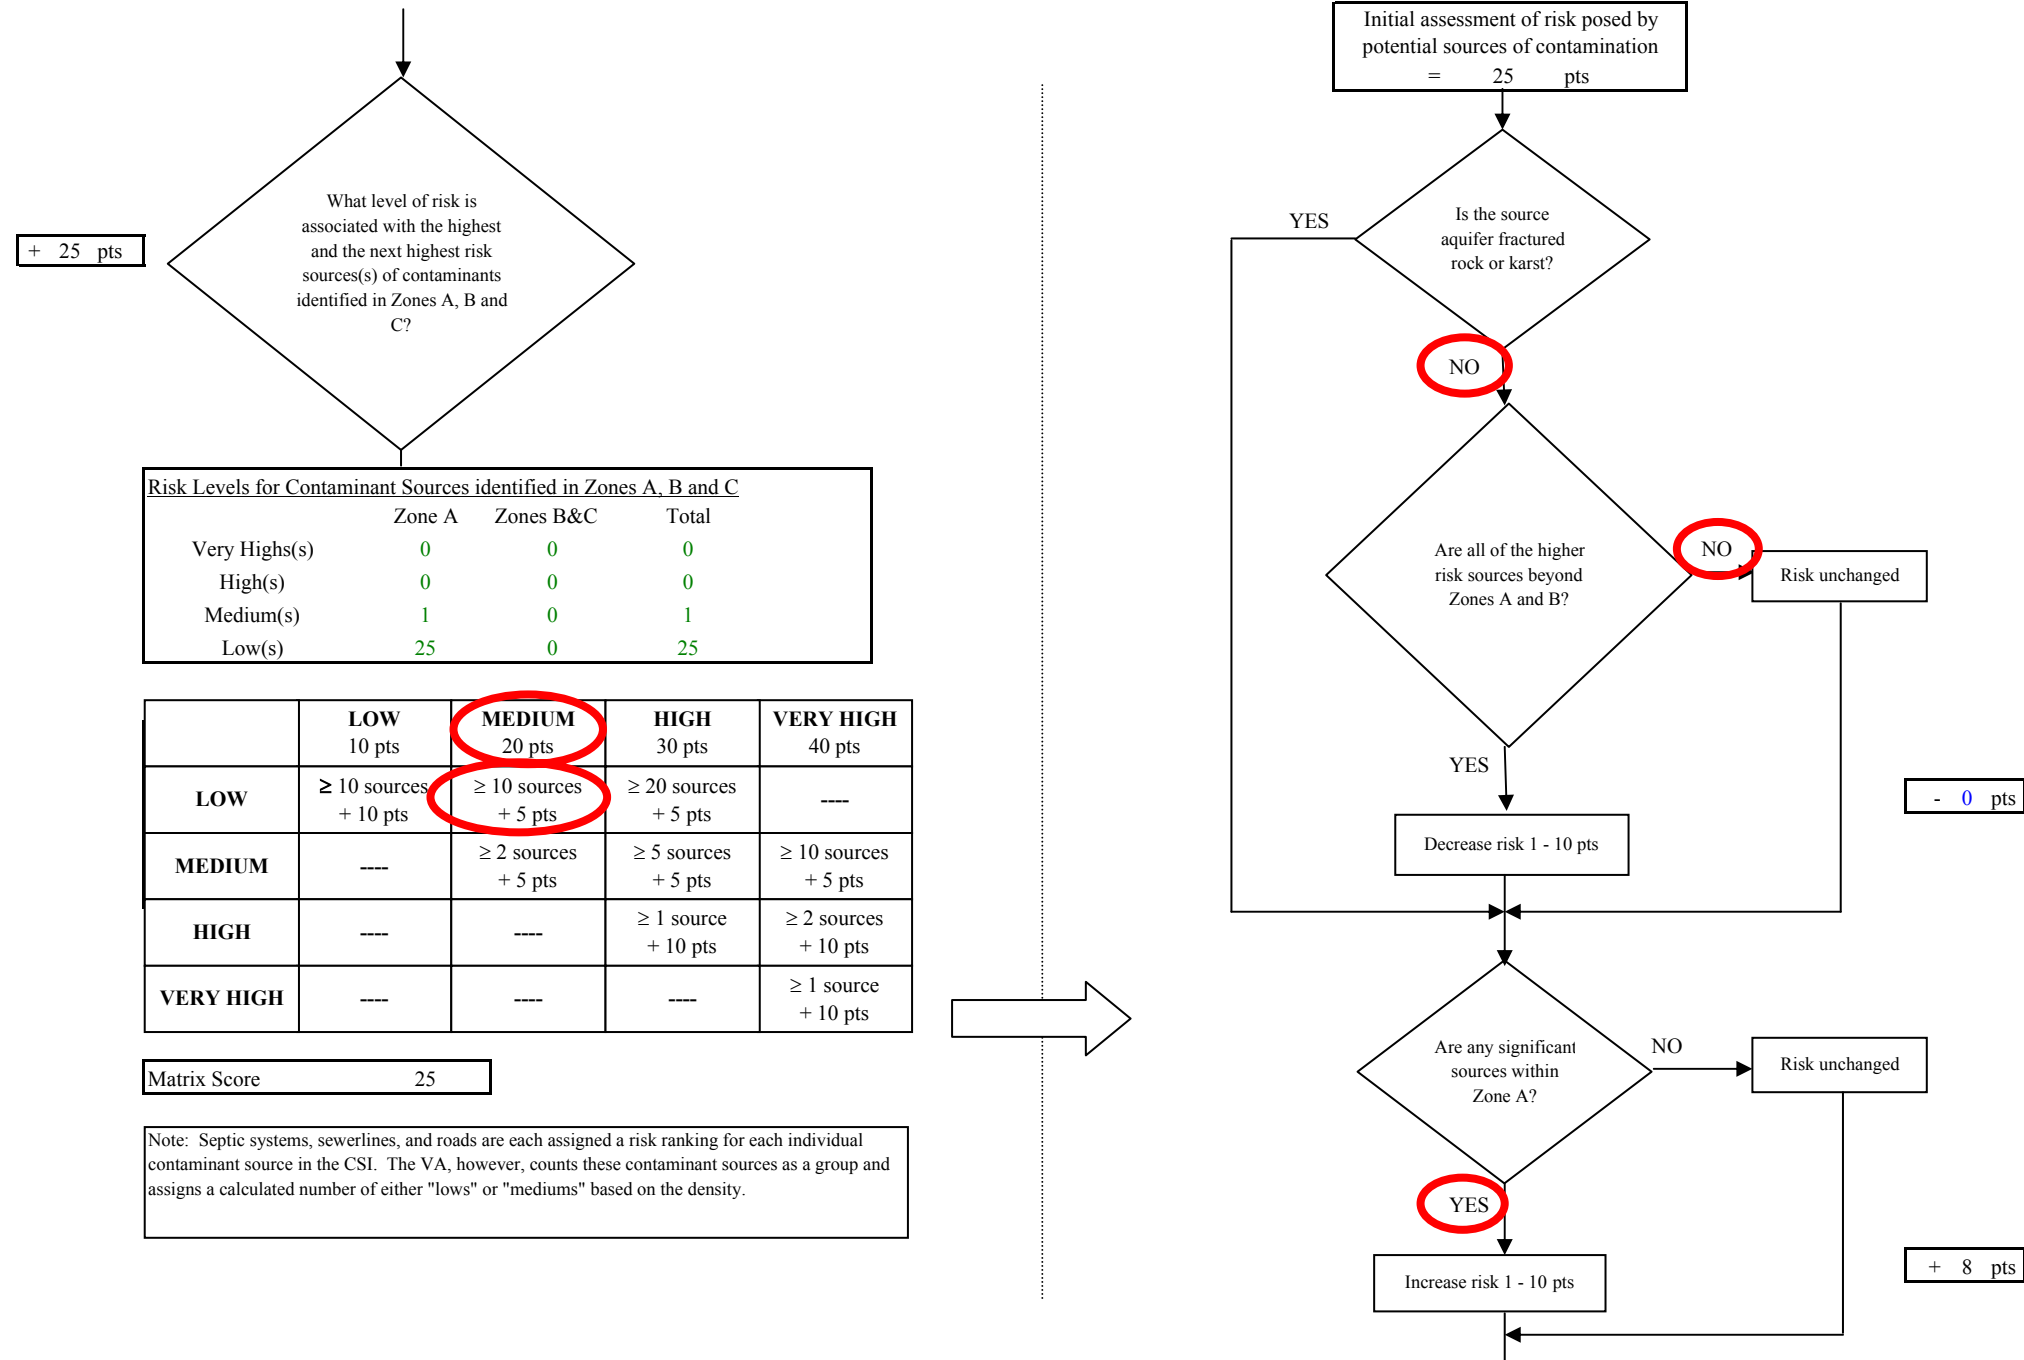 + 25 pts
What level of risk is
associated with the highest
and the next highest risk
sources(s) of contaminants
identified in Zones A, B and
C?
Risk Levels for Contaminant Sources identified in Zones A, B and C
Zone A Zones B&C Total
Very Highs(s) 0 0 0
High(s) 0 0 0
Medium(s) 1 0 1
Low(s) 25 0 25
LOW MEDIUM HIGH VERY HIGH
10 pts 20 pts 30 pts 40 pts
LOW
≥ 10 sources
+ 10 pts
≥ 10 sources
+ 5 pts
≥ 20 sources
+ 5 pts
----
MEDIUM
----
≥ 2 sources
+ 5 pts
≥ 5 sources
+ 5 pts
≥ 10 sources
+ 5 pts
HIGH
----
----
≥ 1 source
+ 10 pts
≥ 2 sources
+ 10 pts
VERY HIGH
----
----
----
≥ 1 source
+ 10 pts
Matrix Score 25
Note: Septic systems, sewerlines, and roads are each assigned a risk ranking for each individual
contaminant source in the CSI. The VA, however, counts these contaminant sources as a group and
assigns a calculated number of either "lows" or "mediums" based on the density.
Initial assessment of risk posed by
potential sources of contamination
= 25 pts
YES
Is the source
aquifer fractured
rock or karst?
NO
Are all of the higher
risk sources beyond
Zones A and B?
NO
Risk unchanged
YES
- 0 pts
Decrease risk 1 - 10 pts
Are any significant
sources within
Zone A?
NO
Risk unchanged
YES
+ 8 pts
Increase risk 1 - 10 pts